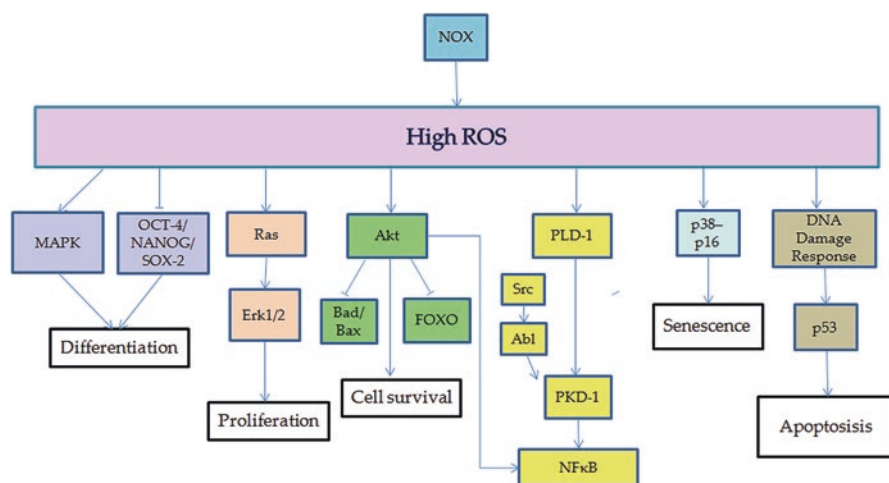 NOX
High ROS
MAPK
OCT-4/
NANOG/
SOX-2
Ras
Akt
PLD-1
p38–
p16
DNA
Damage
Response
Src
Erk1/2
Bad/
Bax
FOXO
Abl
Senescence
p53
Differentiation
Cell survival
PKD-1
Proliferation
Apoptosisis
NFκB